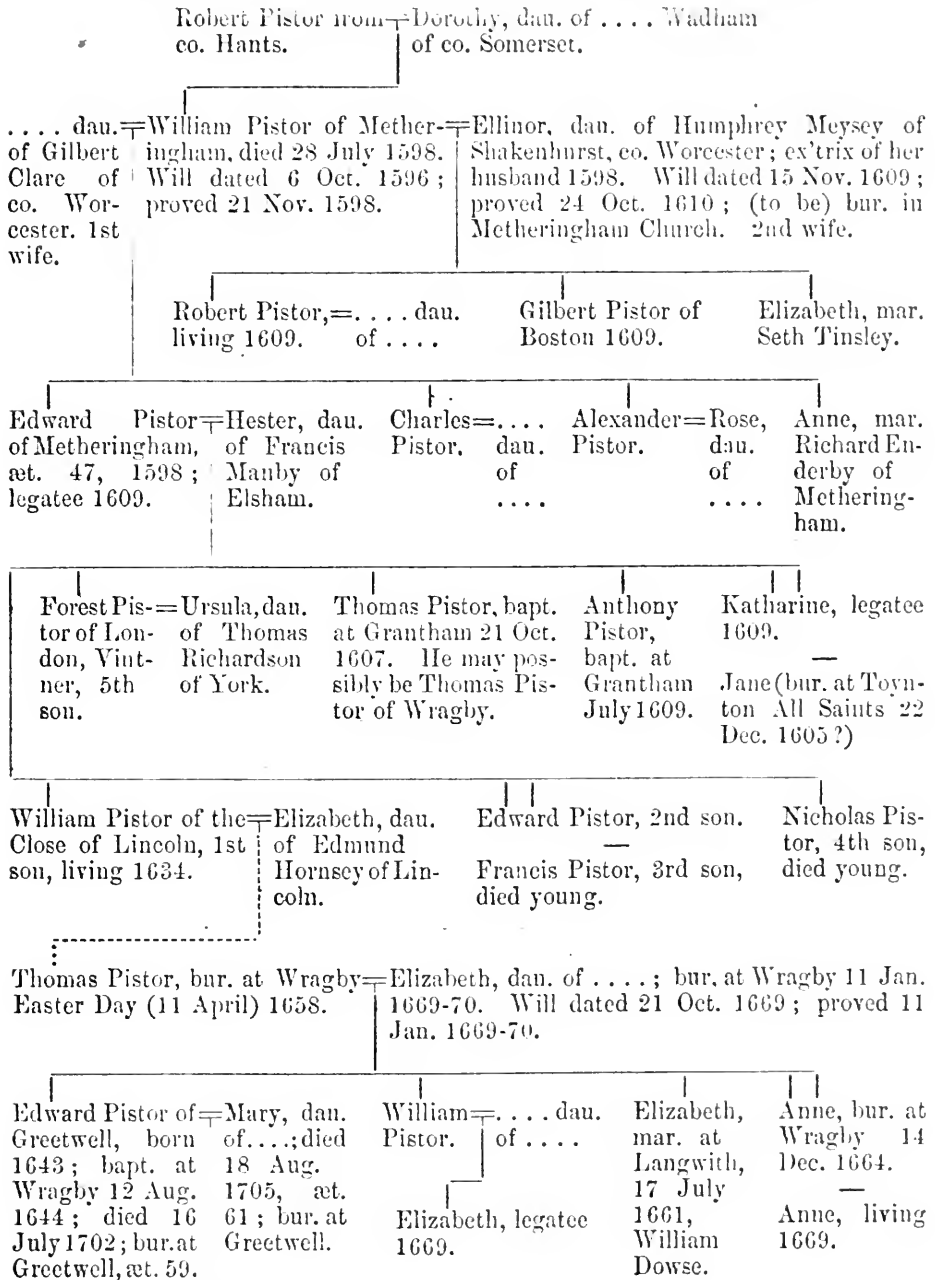 Robert Pistor from=Dorothy, dau. of .... Wadham
co. Hants.
of co. Somerset.
.... dau.
of Gilbert
Clare of
co. Wor-
cester. 1st
wife.
=William Pistor of Mether-
ingham, died 28 July 1598.
Will dated 6 Oct. 1596;
proved 21 Nov. 1598.
=Ellinor, dau. of Humphrey Meysey of
Shakenhurst, co. Worcester; ex'trix of her
husband 1598. Will dated 15 Nov. 1609;
proved 24 Oct. 1610; (to be) bur. in
Metheringham Church. 2nd wife.
Robert Pistor,=.... dau.
living 1609. of ....
Gilbert Pistor of
Boston 1609.
Elizabeth, mar.
Seth Tinsley.
Edward Pistor
of Metheringham,
æt. 47, 1598;
legatee 1609.
=Hester, dau.
of Francis
Manby of
Elsham.
Charles=....
Pistor. dau.
of
....
Alexander=Rose,
Pistor. dau.
of
....
Anne, mar.
Richard En-
derby of
Methering-
ham.
Forest Pis-
tor of Lon-
don, Vint-
ner, 5th
son.
=Ursula, dau.
of Thomas
Richardson
of York.
Thomas Pistor, bapt.
at Grantham 21 Oct.
1607. He may pos-
sibly be Thomas Pis-
tor of Wragby.
Anthony
Pistor,
bapt. at
Grantham
July 1609.
Katharine, legatee
1609.
—
Jane (bur. at Toyn-
ton All Saints 22
Dec. 1605?)
William Pistor of the
Close of Lincoln, 1st
son, living 1634.
=Elizabeth, dau.
of Edmund
Hornsey of Lin-
coln.
Edward Pistor, 2nd son.
—
Francis Pistor, 3rd son,
died young.
Nicholas Pis-
tor, 4th son,
died young.
Thomas Pistor, bur. at Wragby
Easter Day (11 April) 1658.
=Elizabeth, dau. of ....; bur. at Wragby 11 Jan.
1669-70. Will dated 21 Oct. 1669; proved 11
Jan. 1669-70.
Edward Pistor of
Greetwell, born
1643; bapt. at
Wragby 12 Aug.
1644; died 16
July 1702; bur. at
Greetwell, æt. 59.
=Mary, dau.
of....; died
18 Aug.
1705, æt.
61; bur. at
Greetwell.
William=.... dau.
Pistor. of ....
Elizabeth, legatee
1669.
Elizabeth,
mar. at
Langwith,
17 July
1661,
William
Dowse.
Anne, bur. at
Wragby 14
Dec. 1664.
—
Anne, living
1669.